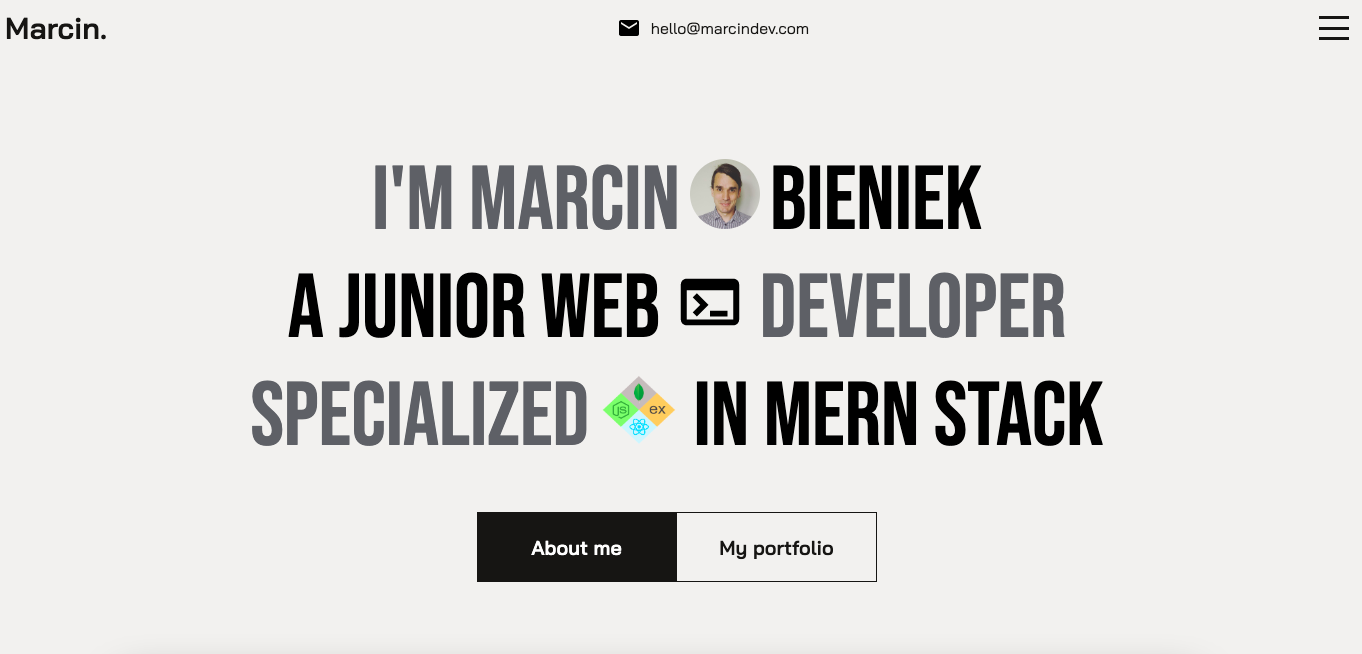 Marcin.
hello@marcindev.com
I'M MARCIN BIENIEK
A JUNIOR WEB DEVELOPER
SPECIALIZED JS ex IN MERN STACK
About me
My portfolio